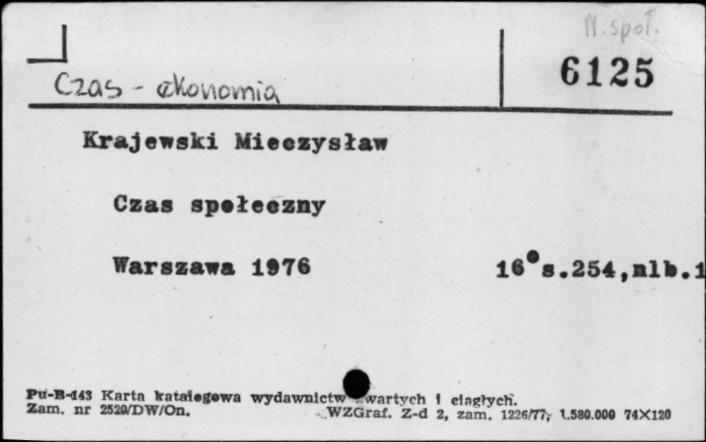 N. społ.
6125
Czas - ekonomia
Krajewski Mieczysław
Czas społeczny
Warszawa 1976 16° s.254,nlb.1
Pu-B-143 Karta katalogowa wydawnictw zwartych i ciągłych.
Zam. nr 2520/DW/On. WZGraf. Z-d 2, zam. 1226/77, 1.580.000 74X120